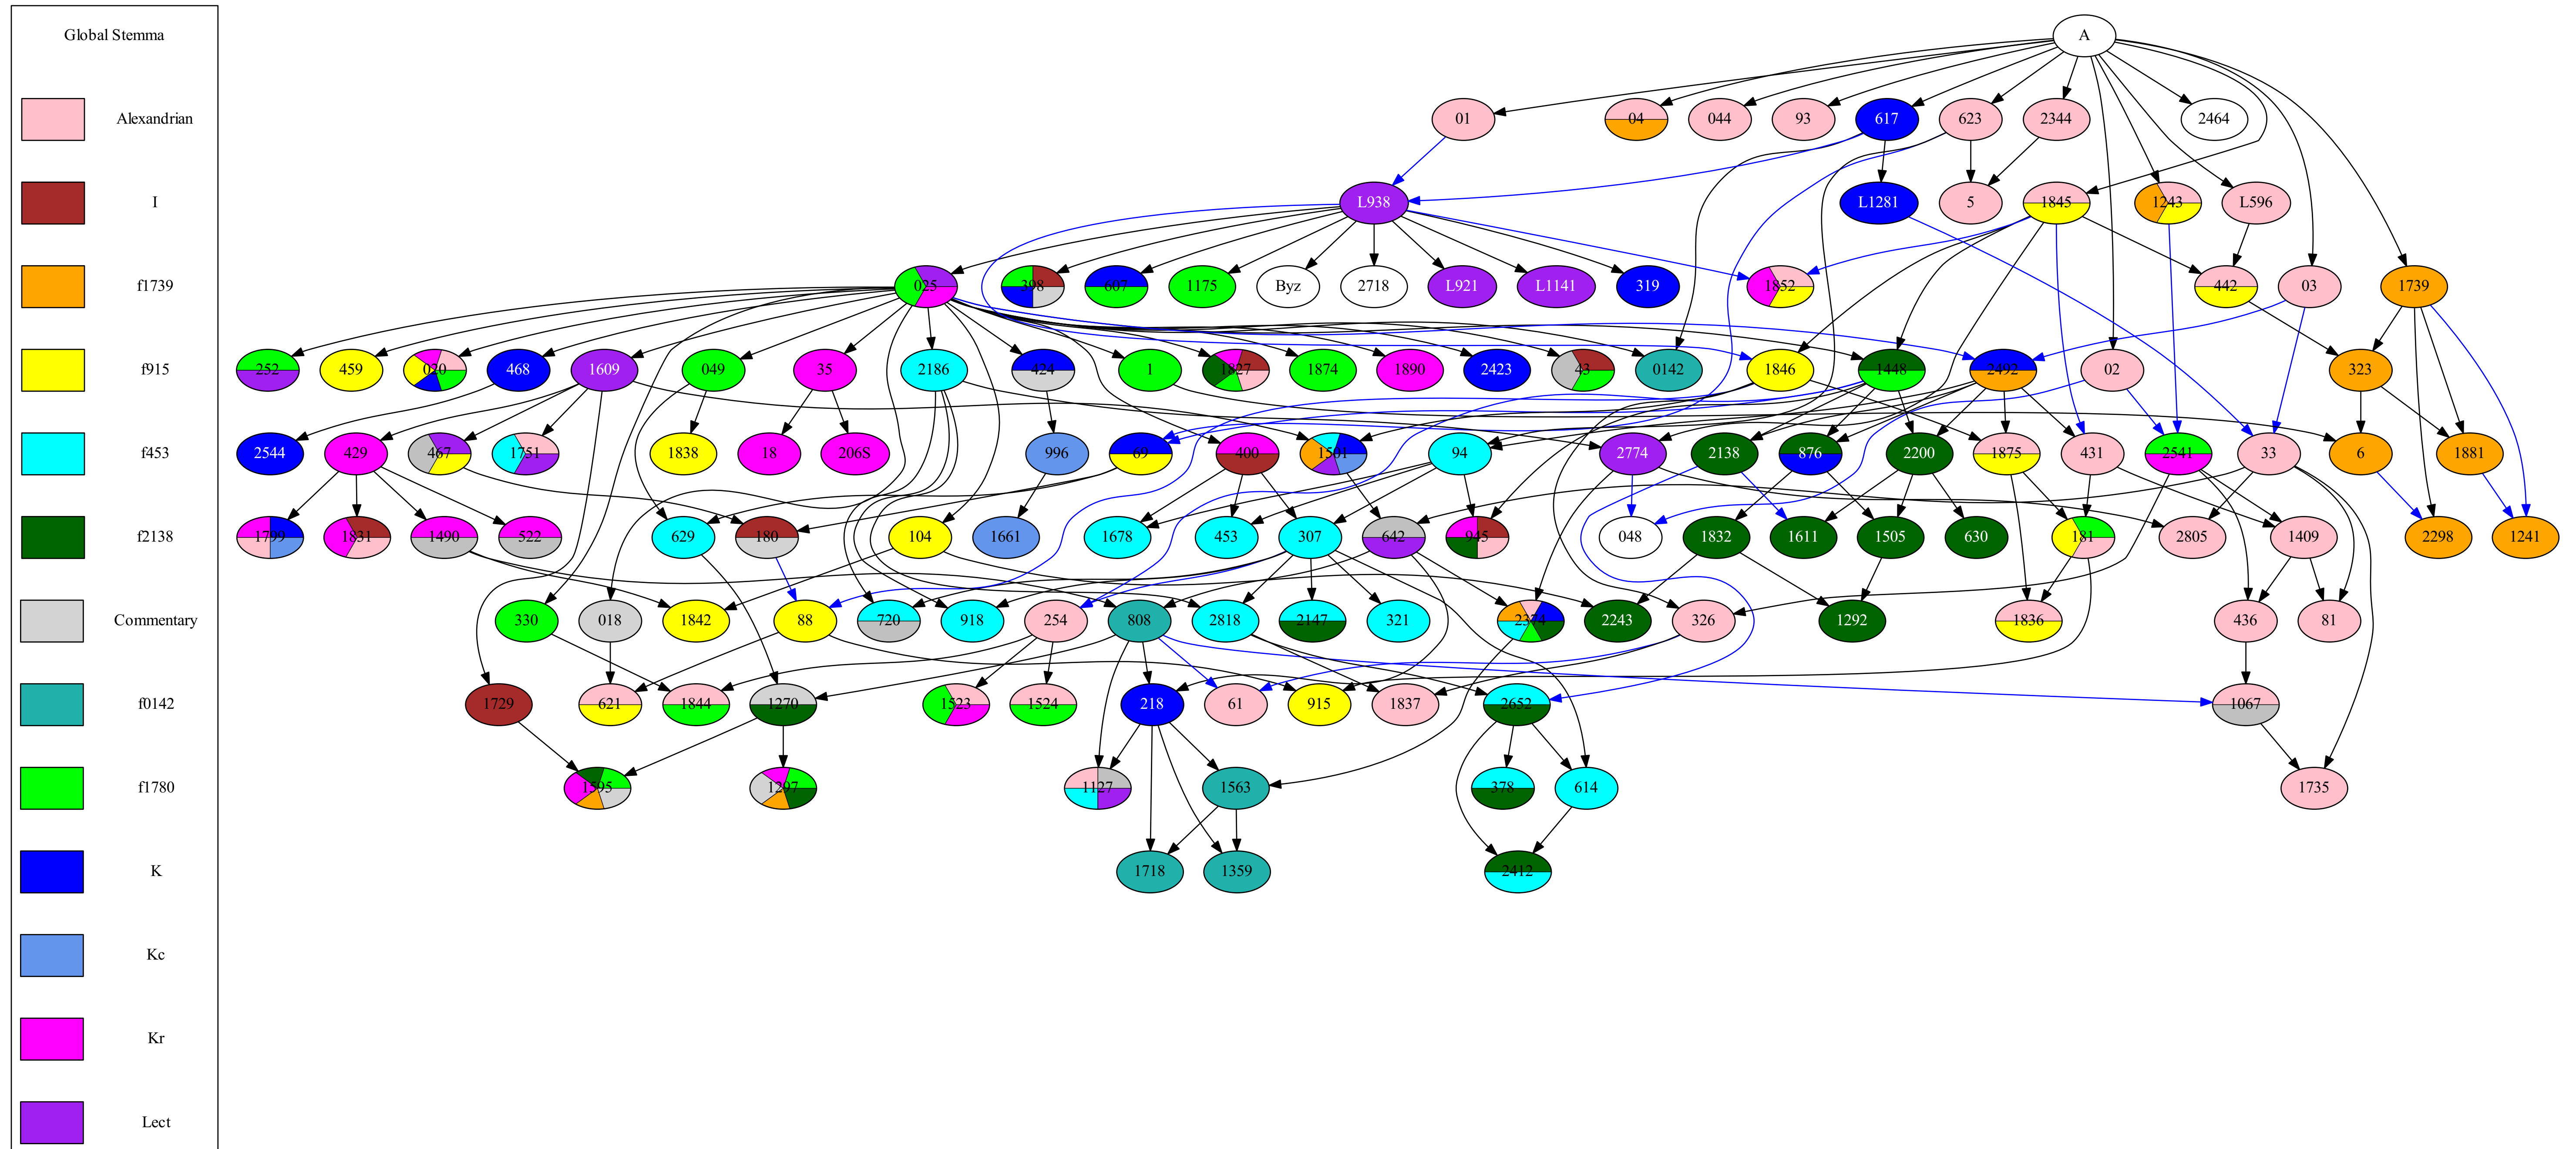 Global Stemma
Alexandrian
I
f1739
f915
f453
f2138
Commentary
f0142
f1780
K
Kc
Kr
Lect
A
01 04 044 93 617 623 2344 2464
L938 L1281 5 1845 1243 L596
025 398 607 1175 Byz 2718 L921 L1141 319 1852 442 03 1739
252 459 020 468 1609 049 35 2186 424 1 1827 1874 1890 2423 43 0142 1846 1448 2492 02 323
2544 429 467 1751 1838 18 206S 996 69 400 1501 94 2774 2138 876 2200 1875 431 2541 33 6 1881
1799 1831 1490 522 629 180 104 1661 1678 453 307 642 945 048 1832 1611 1505 630 181 2805 1409 2298 1241
330 018 1842 88 720 918 254 808 2818 2147 321 2374 2243 326 1292 1836 436 81
1729 621 1844 1270 1523 1524 218 61 915 1837 2652 1067
1595 1297 1127 1563 378 614 1735
1718 1359 2412